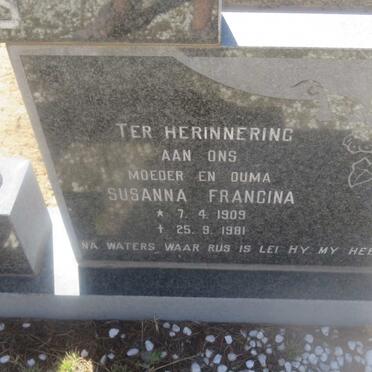 TER HERINNERING
AAN ONS
MOEDER EN OUMA
SUSANNA FRANCINA
* 7. 4. 1909
† 25. 9. 1981
NA WATERS WAAR RUS IS LEI HY MY